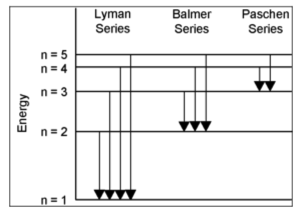 Lyman Balmer Paschen
Series Series Series
n = 5
n = 4
n = 3
Energy
n = 2
n = 1